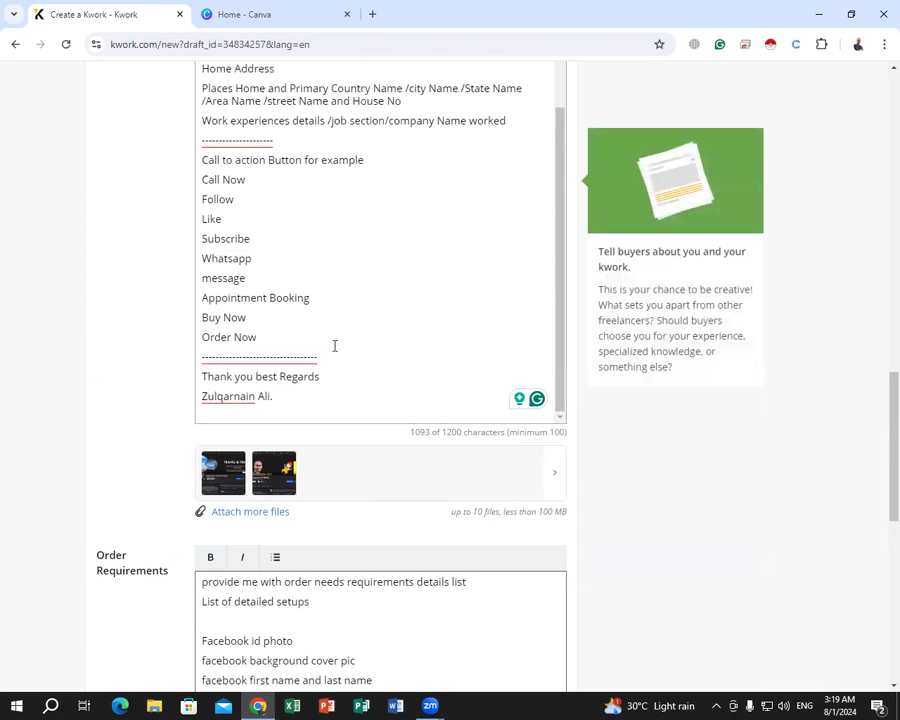 Create a Kwork - Kwork
Home - Canva
kwork.com/new?draft_id=34834257&lang=en
Home Address
Places Home and Primary Country Name /city Name /State Name
/Area Name /street Name and House No
Work experiences details /job section/company Name worked
---------------------
Call to action Button for example
Call Now
Follow
Like
Subscribe
Whatsapp
message
Appointment Booking
Buy Now
Order Now
----------------------------------
Thank you best Regards
Zulqarnain Ali.
1093 of 1200 characters (minimum 100)
Attach more files
up to 10 files, less than 100 MB
Tell buyers about you and your
kwork.
This is your chance to be creative!
What sets you apart from other
freelancers? Should buyers
choose you for your experience,
specialized knowledge, or
something else?
Order
Requirements
B I
provide me with order needs requirements details list
List of detailed setups
Facebook id photo
facebook background cover pic
facebook first name and last name
30°C Light rain
ENG
3:19 AM
8/1/2024
2